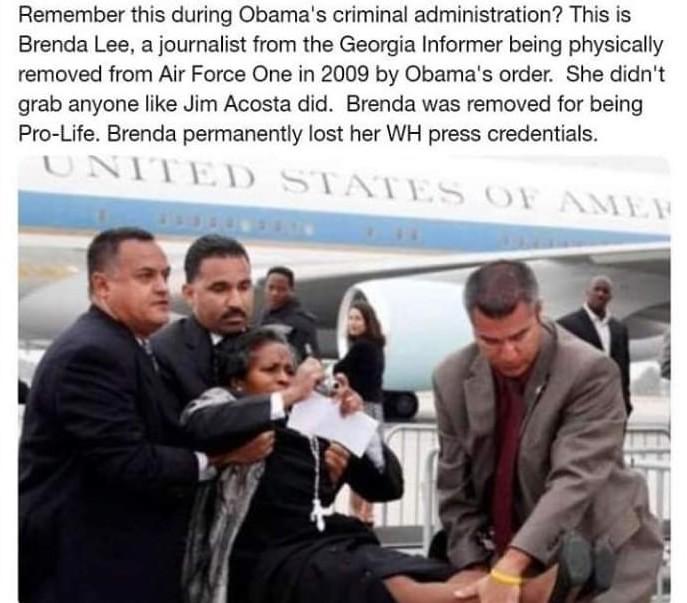 Remember this during Obama's criminal administration? This is
Brenda Lee, a journalist from the Georgia Informer being physically
removed from Air Force One in 2009 by Obama's order. She didn't
grab anyone like Jim Acosta did. Brenda was removed for being
Pro-Life. Brenda permanently lost her WH press credentials.
UNITED STATES OF AMER